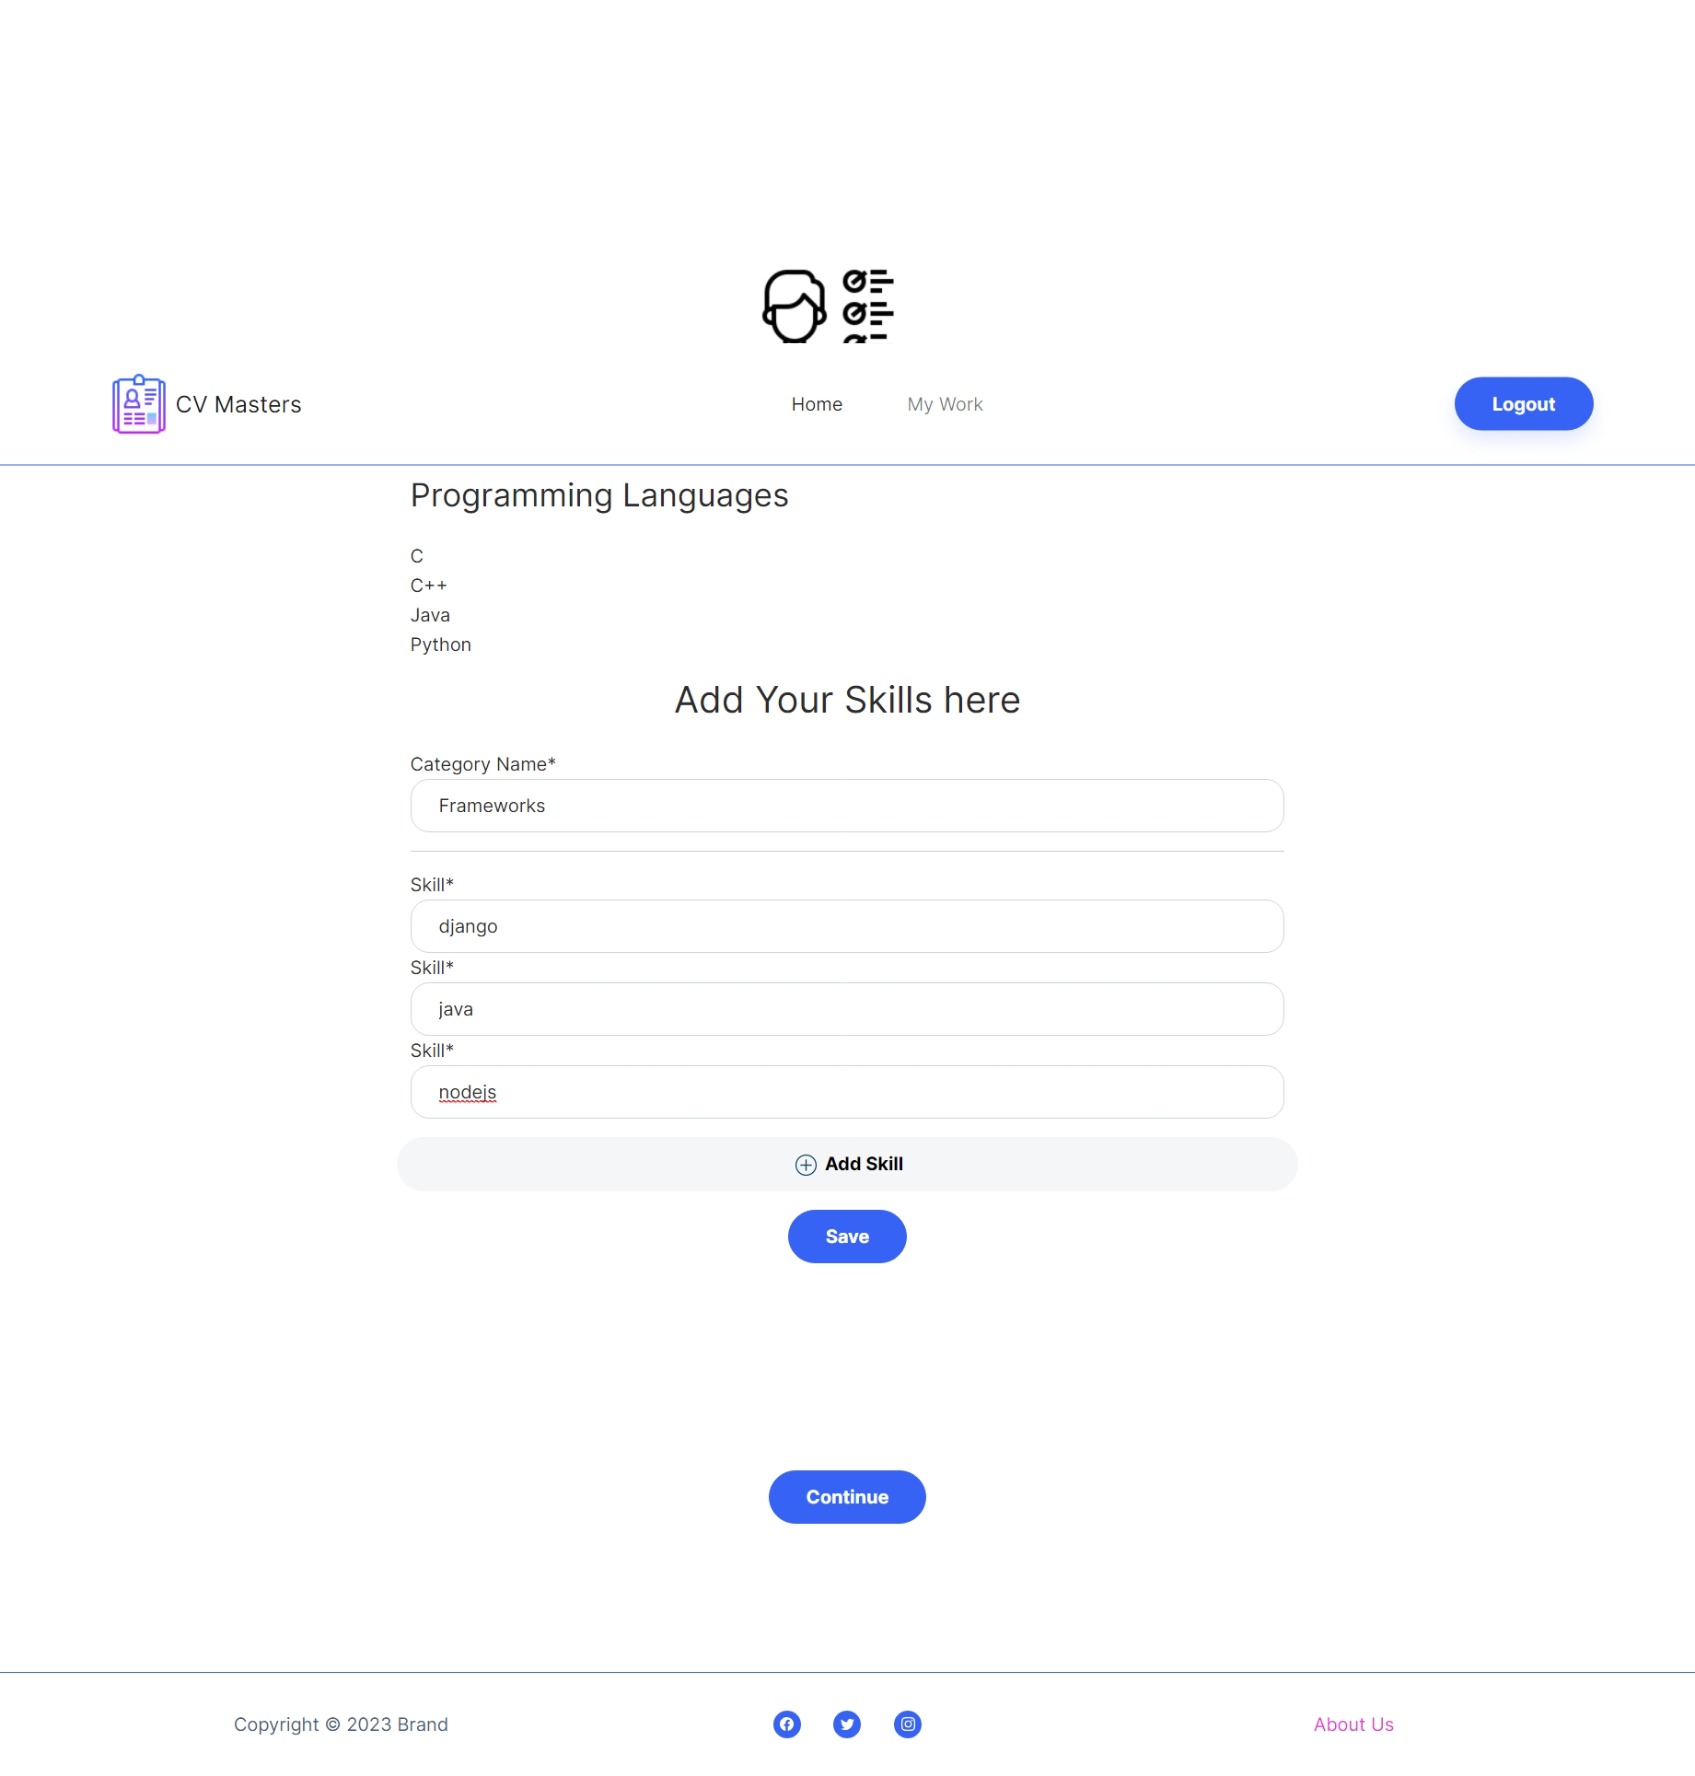 CV Masters
Home
My Work
Logout
Programming Languages
C
C++
Java
Python
Add Your Skills here
Category Name*
Frameworks
Skill*
django
Skill*
java
Skill*
nodejs
Add Skill
Save
Continue
Copyright © 2023 Brand
About Us